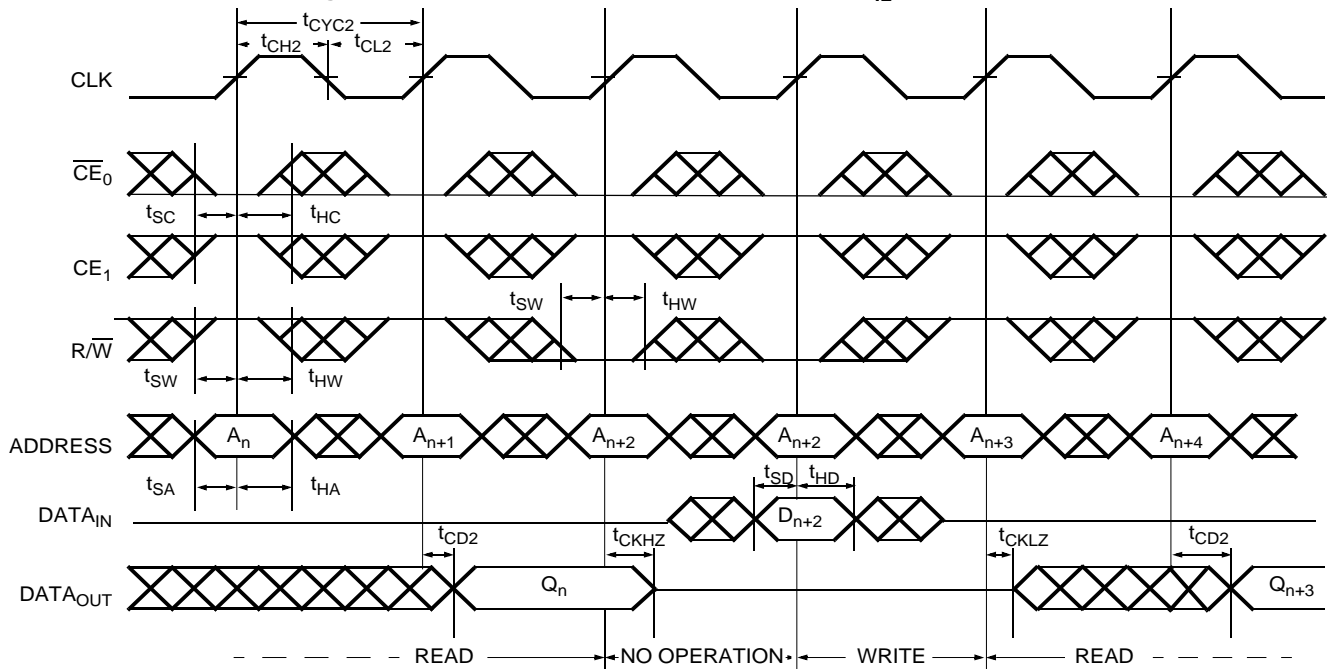 tCYC2
tCH2 tCL2
CLK
CE0
tSC tHC
CE1
tSW tHW
R/W
tSW tHW
ADDRESS An An+1 An+2 An+2 An+3 An+4
tSA tHA tSD tHD
DATAIN Dn+2
tCD2 tCKHZ tCKLZ tCD2
DATAOUT Qn Qn+3
READ NO OPERATION WRITE READ